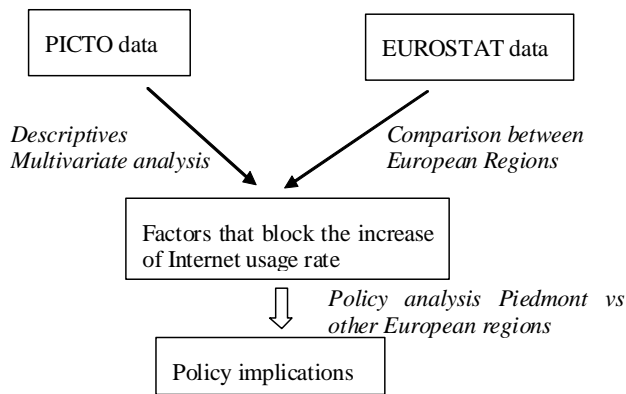 PICTO data
EUROSTAT data
Descriptives
Multivariate analysis
Comparison between
European Regions
Factors that block the increase
of Internet usage rate
Policy analysis Piedmont vs
other European regions
Policy implications